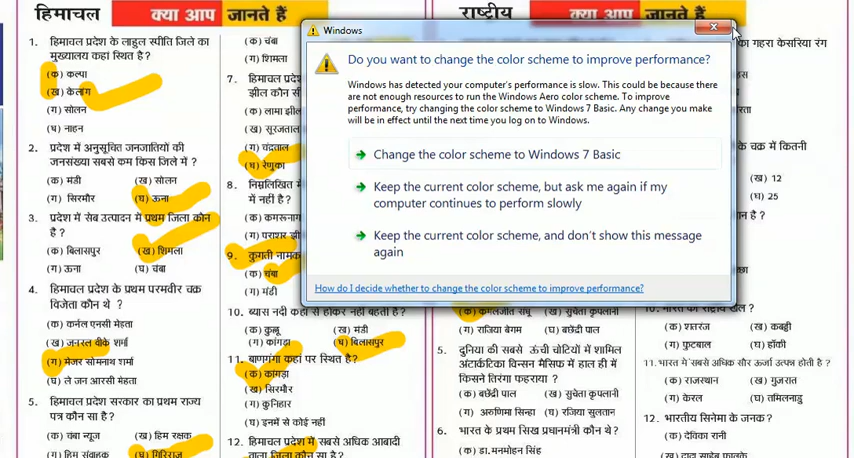 हिमाचल
क्या आप जानते हैं
1. हिमाचल प्रदेश के लाहुल स्पीति जिले का
मुख्यालय कहां स्थित है?
(क) कल्पा
(ख) केलांग
(ग) सोलन
(घ) नाहन
2. प्रदेश में अनुसूचित जनजातियों की
जनसंख्या सबसे कम किस जिले में ?
(क) मंडी (ख) सोलन
(ग) सिरमौर (घ) ऊना
3. प्रदेश में सेब उत्पादन में प्रथम जिला कौन
है ?
(क) बिलासपुर (ख) शिमला
(ग) ऊना (घ) चंबा
4. हिमाचल प्रदेश के प्रथम परमवीर चक्र
विजेता कौन थे ?
(क) कर्नल एनसी मेहता
(ख) जनरल वीके शर्मा
(ग) मेजर सोमनाथ शर्मा
(घ) ले जन आरसी मेहता
5. हिमाचल प्रदेश सरकार का प्रथम राज्य
पत्र कौन सा है?
(क) चंबा न्यूज (ख) हिम रक्षक
(ग) हिम संवाहक (घ) गिरिराज
(क) चंबा
(ग) शिमला
7. हिमाचल प्रदे
झील कौन सी
(क) लामा झील
(ख) सूरजताल
(ग) चंद्रताल
(घ) रेणुका
8. निम्नलिखित में
में नहीं है?
(क) कमरूनाग
(ग) पराशर झी
9. कुगती नामक
(क) चंबा
(ग) मंडी
10. ब्यास नदी कहां से होकर नहीं बहती है?
(क) कुल्लू (ख) मंडी
(ग) कांगड़ा (घ) बिलासपुर
11. बाणगंगा कहां पर स्थित है?
(क) कांगड़ा
(ख) सिरमौर
(ग) कुनिहार
(घ) इनमें से कोई नहीं
12. हिमाचल प्रदेश में सबसे अधिक आबादी
वाला जिला कौन सा है?
राष्ट्रीय
क्या आप जानते हैं
Windows
Do you want to change the color scheme to improve performance?
Windows has detected your computer's performance is slow. This could be because there
are not enough resources to run the Windows Aero color scheme. To improve
performance, try changing the color scheme to Windows 7 Basic. Any change you make
will be in effect until the next time you log on to Windows.
Change the color scheme to Windows 7 Basic
Keep the current color scheme, but ask me again if my
computer continues to perform slowly
Keep the current color scheme, and don't show this message
again
How do I decide whether to change the color scheme to improve performance?
(क) कमलजीत संधू (ख) सुचेता कृपलानी
(ग) राजिया बेगम (घ) बछेंद्री पाल
5. दुनिया की सबसे ऊंची चोटियों में शामिल
अंटार्कटिका विन्सन मैसिफ में हाल ही में
किसने तिरंगा फहराया ?
(क) बछेंद्री पाल (ख) सुचेता कृपलानी
(ग) अरुणिमा सिन्हा (घ) रजिया सुलतान
6. भारत के प्रथम सिख प्रधानमंत्री कौन थे ?
(क) डा. मनमोहन सिंह
का गहरा केसरिया रंग
के चक्र में कितनी
(ख) 12
(घ) 25
10. भारत का राष्ट्रीय खेल ?
(क) शतरंज (ख) कबड्डी
(ग) फुटबाल (घ) हॉकी
11. भारत में सबसे अधिक सौर ऊर्जा उत्पन्न होती है ?
(क) राजस्थान (ख) गुजरात
(ग) केरल (घ) तमिलनाडु
12. भारतीय सिनेमा के जनक?
(क) देविका रानी
(ख) दादा साहेब फाल्के